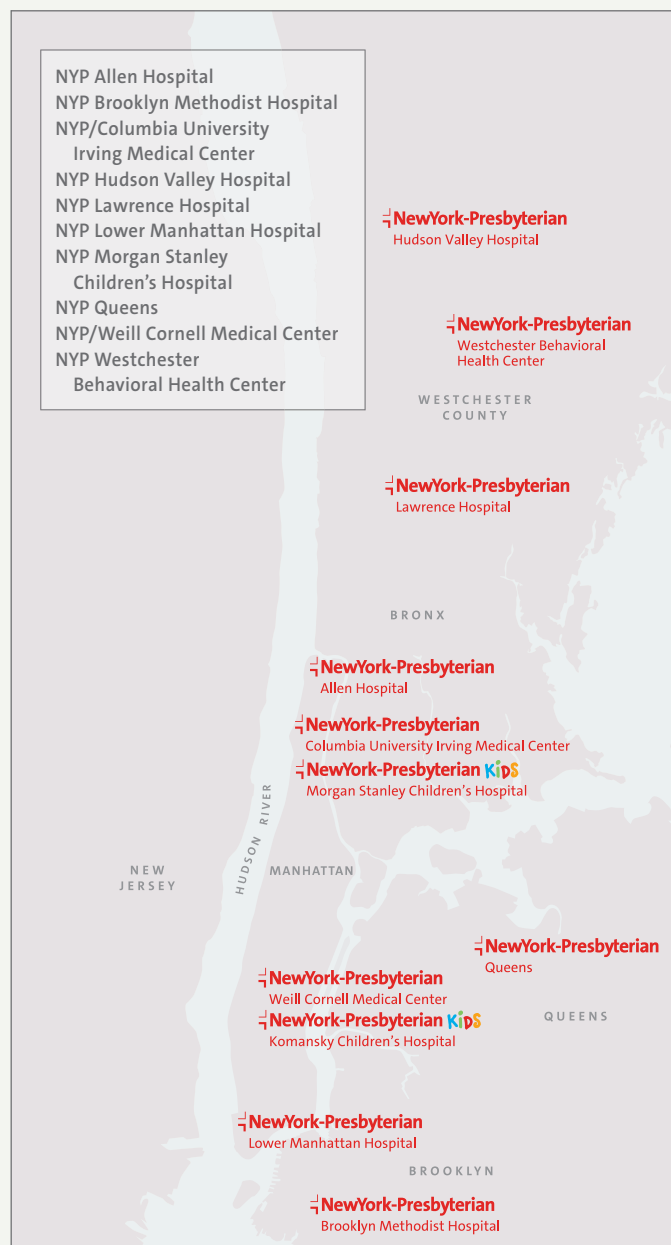 NYP Allen Hospital
NYP Brooklyn Methodist Hospital
NYP/Columbia University
Irving Medical Center
NYP Hudson Valley Hospital
NYP Lawrence Hospital
NYP Lower Manhattan Hospital
NYP Morgan Stanley
Children's Hospital
NYP Queens
NYP/Weill Cornell Medical Center
NYP Westchester
Behavioral Health Center
NewYork-Presbyterian
Hudson Valley Hospital
NewYork-Presbyterian
Westchester Behavioral
Health Center
WESTCHESTER
COUNTY
NewYork-Presbyterian
Lawrence Hospital
BRONX
NewYork-Presbyterian
Allen Hospital
NewYork-Presbyterian
Columbia University Irving Medical Center
NewYork-Presbyterian KiDS
Morgan Stanley Children's Hospital
HUDSON RIVER
NEW
JERSEY
MANHATTAN
NewYork-Presbyterian
Queens
NewYork-Presbyterian
Weill Cornell Medical Center
NewYork-Presbyterian KiDS
Komansky Children's Hospital
QUEENS
NewYork-Presbyterian
Lower Manhattan Hospital
BROOKLYN
NewYork-Presbyterian
Brooklyn Methodist Hospital